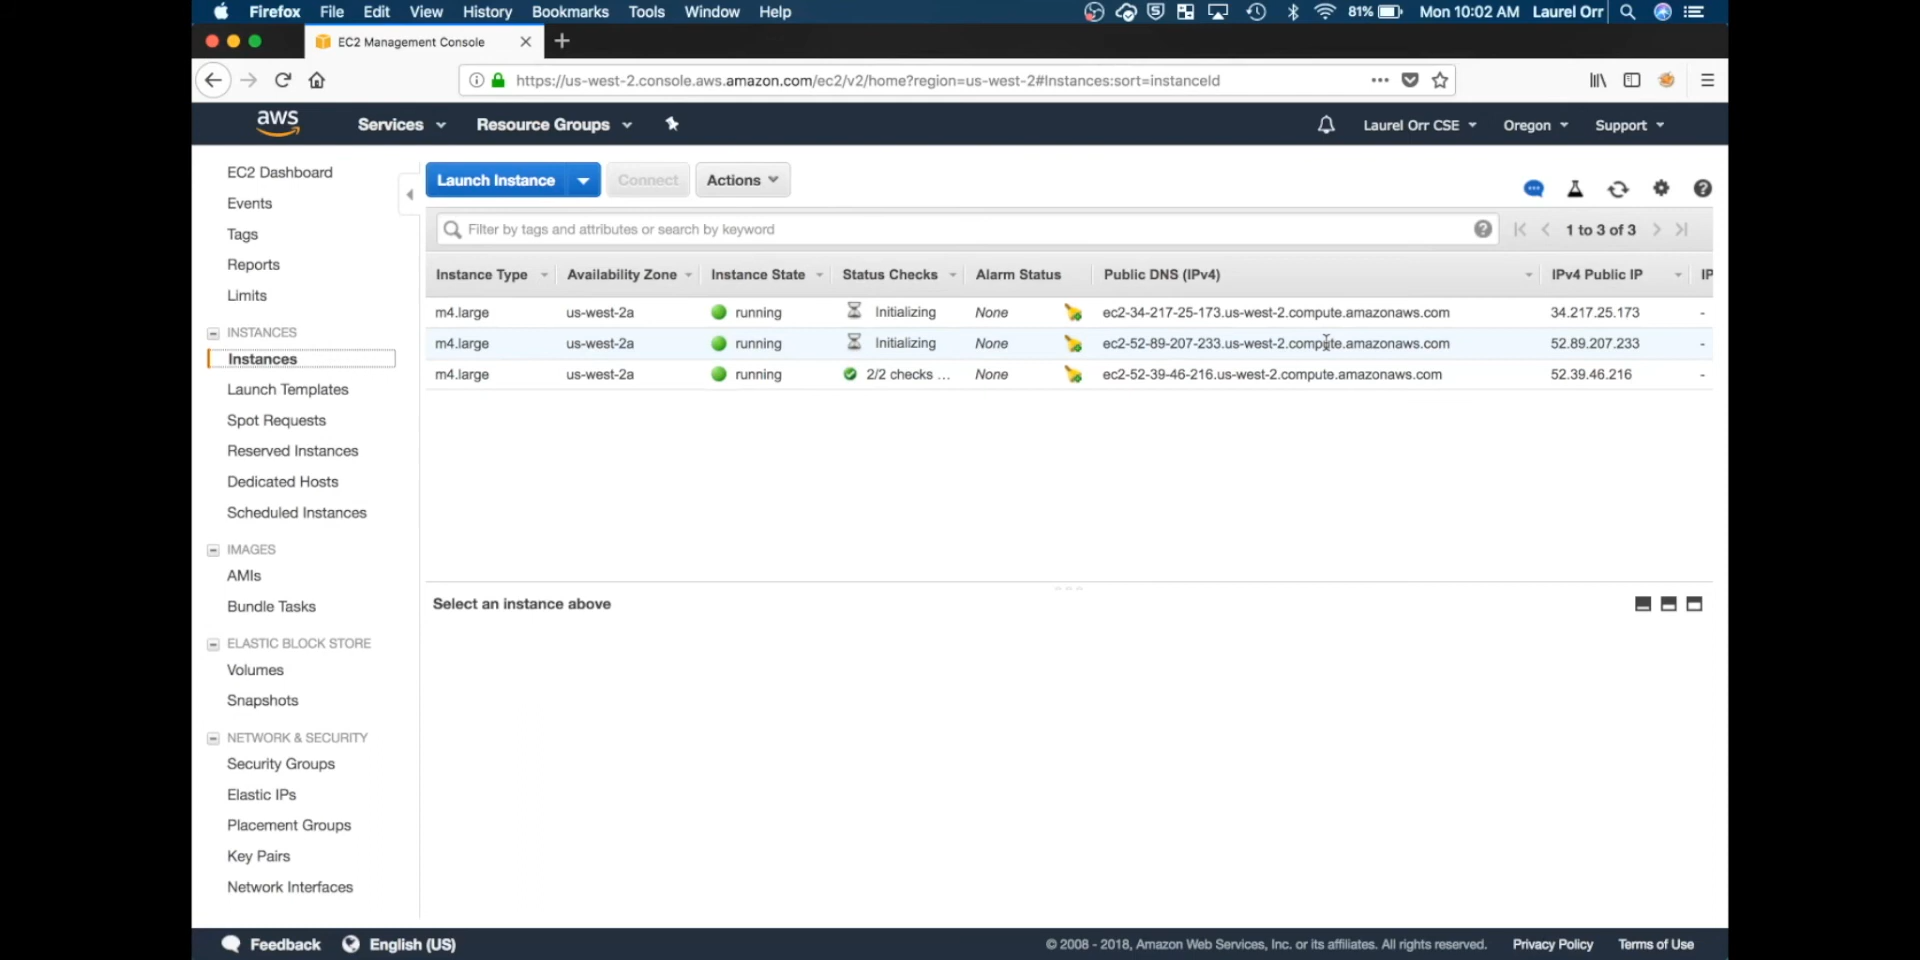 Firefox File Edit View History Bookmarks Tools Window Help 81% Mon 10:02 AM Laurel Orr
EC2 Management Console
https://us-west-2.console.aws.amazon.com/ec2/v2/home?region=us-west-2#Instances:sort=instanceId
aws Services Resource Groups Laurel Orr CSE Oregon Support
EC2 Dashboard
Events
Tags
Reports
Limits
INSTANCES
Instances
Launch Templates
Spot Requests
Reserved Instances
Dedicated Hosts
Scheduled Instances
IMAGES
AMIs
Bundle Tasks
ELASTIC BLOCK STORE
Volumes
Snapshots
NETWORK & SECURITY
Security Groups
Elastic IPs
Placement Groups
Key Pairs
Network Interfaces
Launch Instance Connect Actions
Filter by tags and attributes or search by keyword 1 to 3 of 3
Instance Type Availability Zone Instance State Status Checks Alarm Status Public DNS (IPv4) IPv4 Public IP IP
m4.large us-west-2a running Initializing None ec2-34-217-25-173.us-west-2.compute.amazonaws.com 34.217.25.173 -
m4.large us-west-2a running Initializing None ec2-52-89-207-233.us-west-2.compute.amazonaws.com 52.89.207.233 -
m4.large us-west-2a running 2/2 checks ... None ec2-52-39-46-216.us-west-2.compute.amazonaws.com 52.39.46.216 -
Select an instance above
Feedback English (US) © 2008 - 2018, Amazon Web Services, Inc. or its affiliates. All rights reserved. Privacy Policy Terms of Use